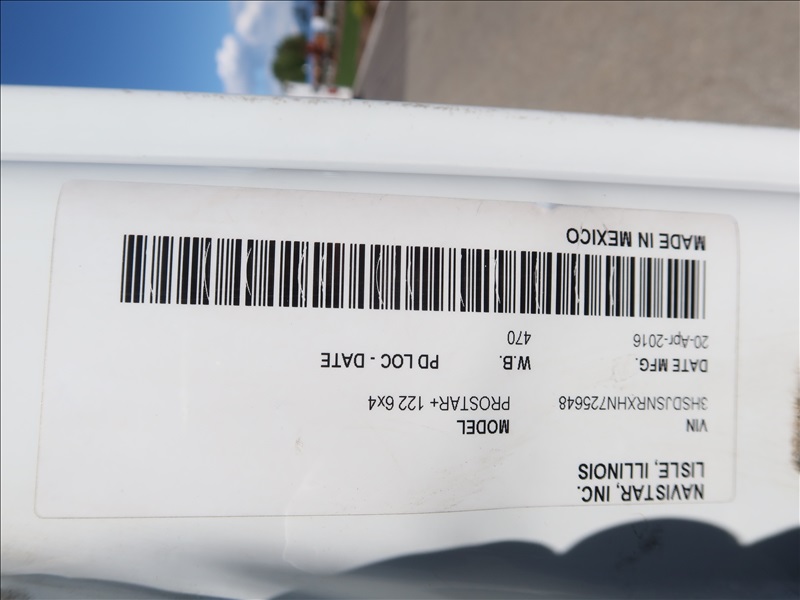 NAVISTAR, INC.
LISLE, ILLINOIS
VIN MODEL
3HSDJSNRXHN725648 PROSTAR+ 122 6x4
DATE MFG. W.B. PD LOC - DATE
20-Apr-2016 470
MADE IN MEXICO